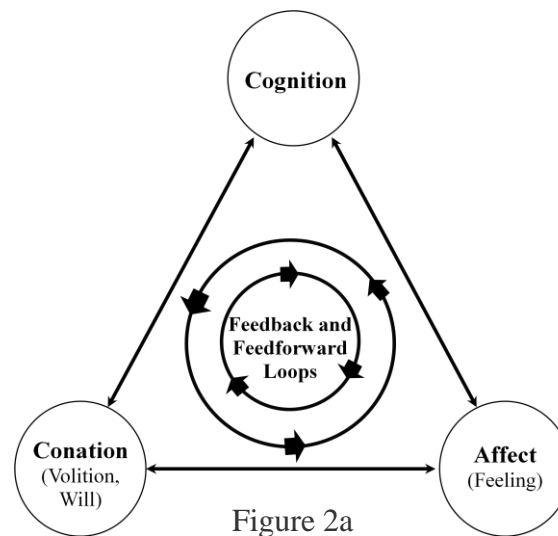 Cognition
Feedback and
Feedforward
Loops
Conation
(Volition,
Will)
Affect
(Feeling)
Figure 2a